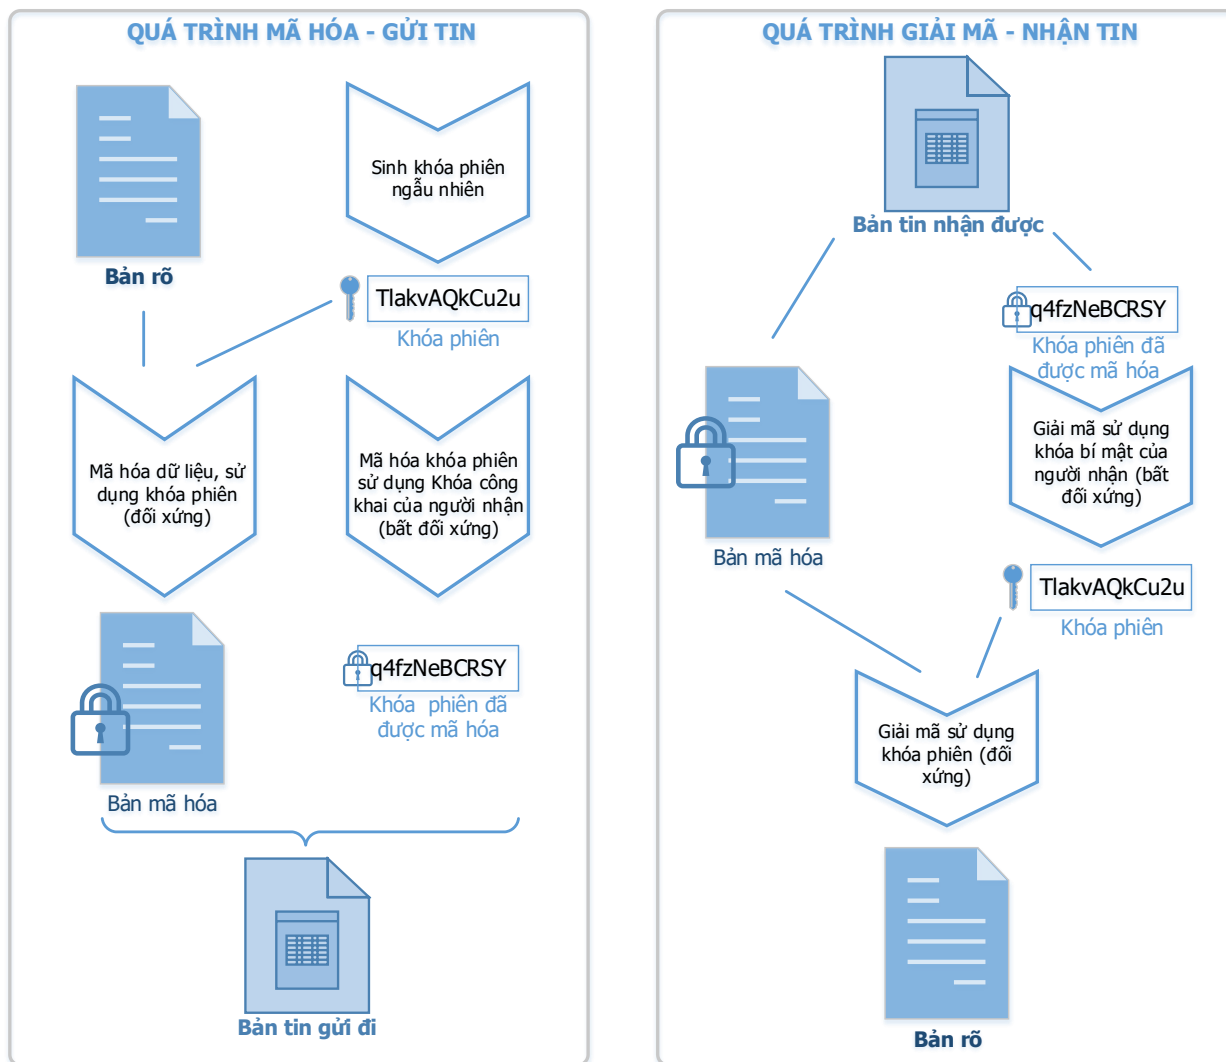 QUÁ TRÌNH MÃ HÓA - GỬI TIN
Sinh khóa phiên
ngẫu nhiên
Bản rõ
TlakvAQkCu2u
Khóa phiên
Mã hóa dữ liệu, sử
dụng khóa phiên
(đối xứng)
Mã hóa khóa phiên
sử dụng Khóa công
khai của người nhận
(bất đối xứng)
q4fzNeBCRSY
Khóa phiên đã
được mã hóa
Bản mã hóa
Bản tin gửi đi
QUÁ TRÌNH GIẢI MÃ - NHẬN TIN
Bản tin nhận được
q4fzNeBCRSY
Khóa phiên đã
được mã hóa
Giải mã sử dụng
khóa bí mật của
người nhận (bất
đối xứng)
Bản mã hóa
TlakvAQkCu2u
Khóa phiên
Giải mã sử dụng
khóa phiên (đối
xứng)
Bản rõ